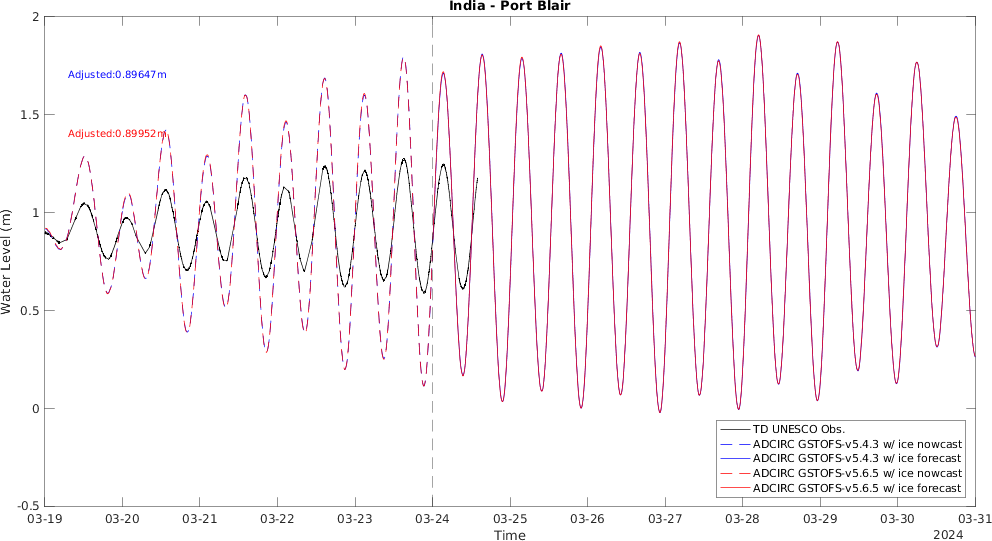 India - Port Blair
2
Adjusted:0.89647m
1.5
Adjusted:0.89952m
1
Water Level (m)
0.5
0
TD UNESCO Obs.
ADCIRC GSTOFS-v5.4.3 w/ ice nowcast
ADCIRC GSTOFS-v5.4.3 w/ ice forecast
ADCIRC GSTOFS-v5.6.5 w/ ice nowcast
ADCIRC GSTOFS-v5.6.5 w/ ice forecast
-0.5
03-19 03-20 03-21 03-22 03-23 03-24 03-25 03-26 03-27 03-28 03-29 03-30 03-31
Time
2024